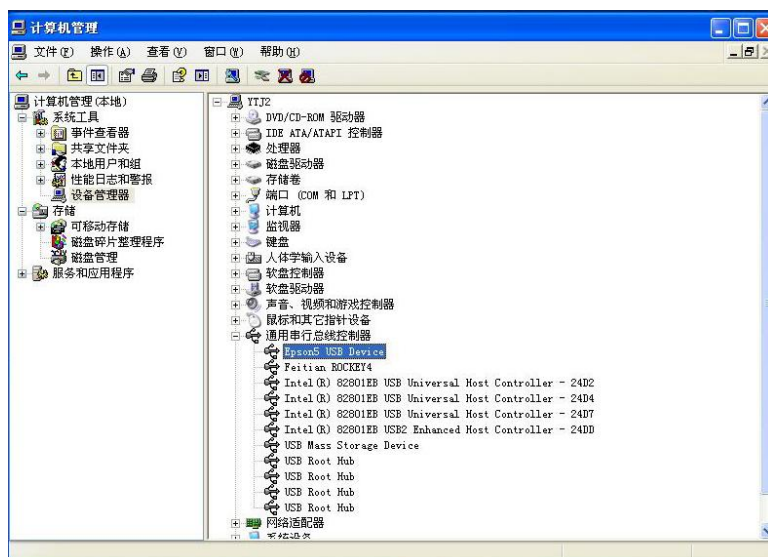 计算机管理
文件(F) 操作(A) 查看(V) 窗口(W) 帮助(H)
计算机管理(本地)
系统工具
事件查看器
共享文件夹
本地用户和组
性能日志和警报
设备管理器
存储
可移动存储
磁盘碎片整理程序
磁盘管理
服务和应用程序
YTJ2
DVD/CD-ROM 驱动器
IDE ATA/ATAPI 控制器
处理器
磁盘驱动器
存储卷
端口 (COM 和 LPT)
计算机
监视器
键盘
人体学输入设备
软盘控制器
软盘驱动器
声音、视频和游戏控制器
鼠标和其它指针设备
通用串行总线控制器
Epson5 USB Device
Feitian ROCKEY4
Intel(R) 82801EB USB Universal Host Controller - 24D2
Intel(R) 82801EB USB Universal Host Controller - 24D4
Intel(R) 82801EB USB Universal Host Controller - 24D7
Intel(R) 82801EB USB2 Enhanced Host Controller - 24DD
USB Mass Storage Device
USB Root Hub
USB Root Hub
USB Root Hub
USB Root Hub
网络适配器
系统设备